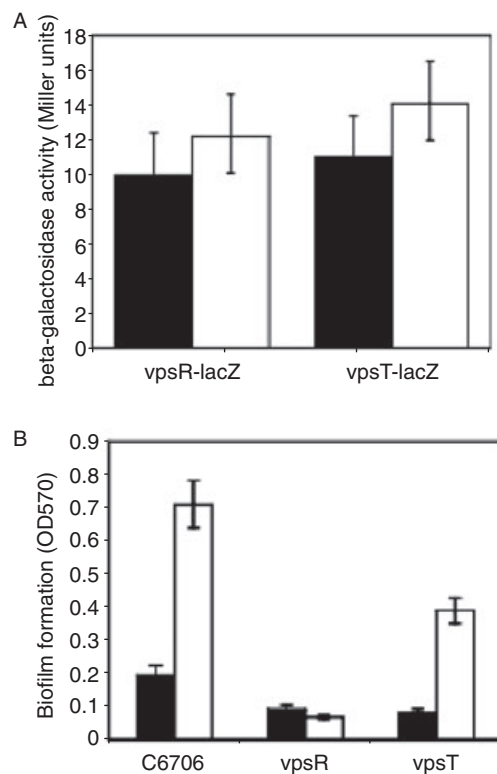 A
beta-galactosidase activity (Miller units)
18
16
14
12
10
8
6
4
2
0
vpsR-lacZ
vpsT-lacZ
B
Biofilm formation (OD570)
0.9
0.8
0.7
0.6
0.5
0.4
0.3
0.2
0.1
0
C6706
vpsR
vpsT